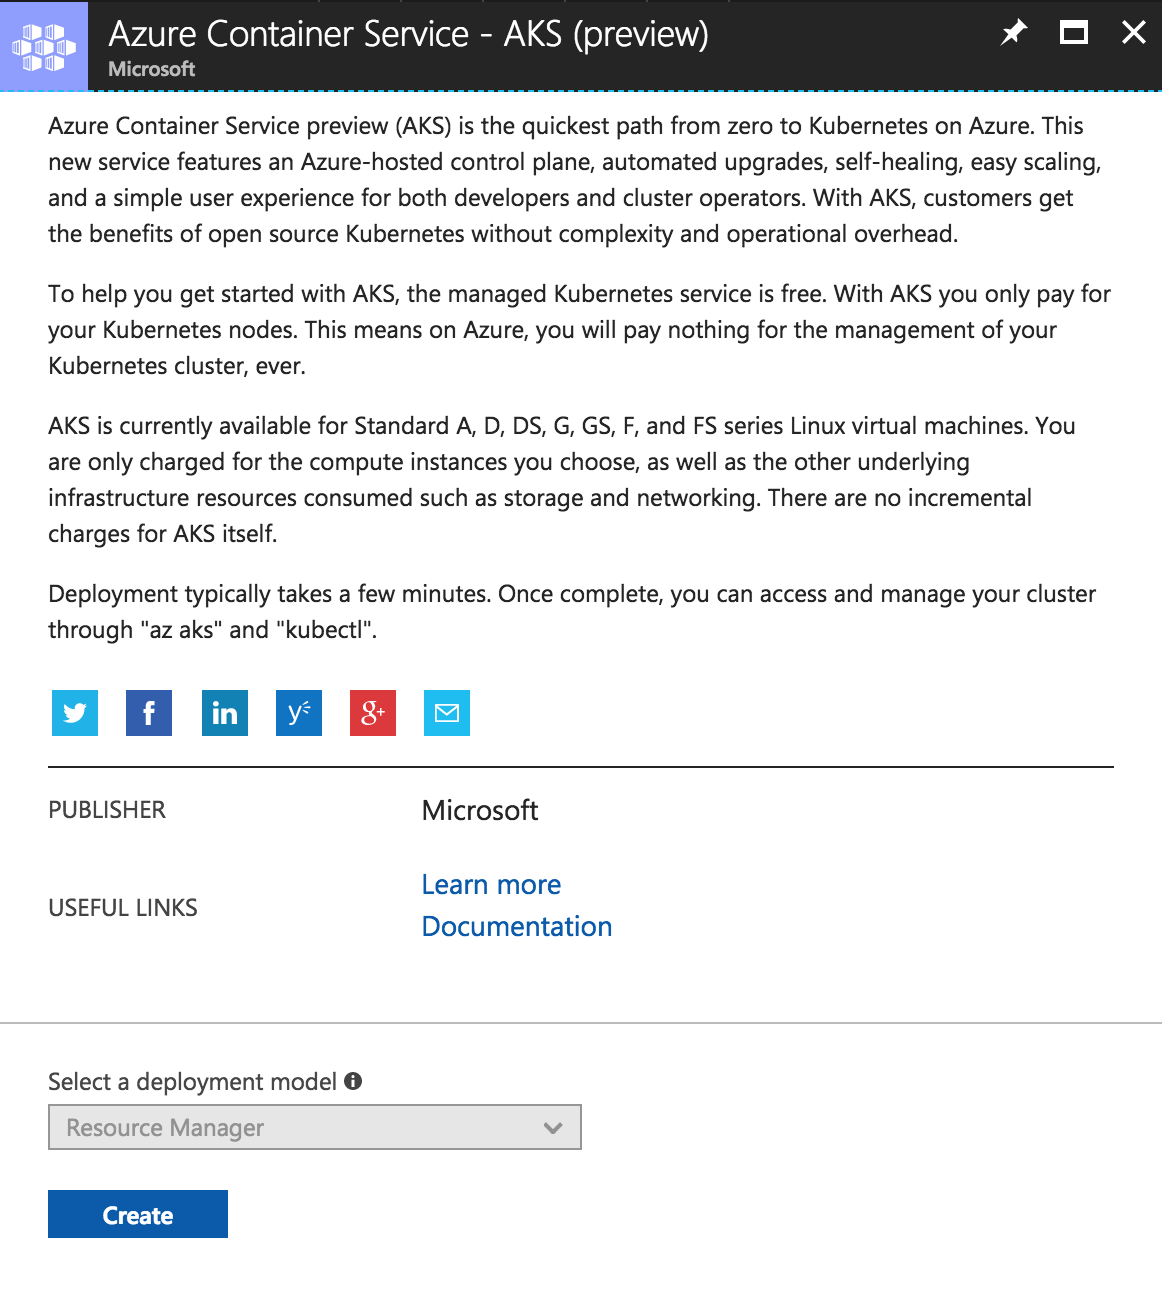 Azure Container Service - AKS (preview)
Microsoft
Azure Container Service preview (AKS) is the quickest path from zero to Kubernetes on Azure. This
new service features an Azure-hosted control plane, automated upgrades, self-healing, easy scaling,
and a simple user experience for both developers and cluster operators. With AKS, customers get
the benefits of open source Kubernetes without complexity and operational overhead.
To help you get started with AKS, the managed Kubernetes service is free. With AKS you only pay for
your Kubernetes nodes. This means on Azure, you will pay nothing for the management of your
Kubernetes cluster, ever.
AKS is currently available for Standard A, D, DS, G, GS, F, and FS series Linux virtual machines. You
are only charged for the compute instances you choose, as well as the other underlying
infrastructure resources consumed such as storage and networking. There are no incremental
charges for AKS itself.
Deployment typically takes a few minutes. Once complete, you can access and manage your cluster
through "az aks" and "kubectl".
f in y g+
PUBLISHER Microsoft
USEFUL LINKS
Learn more
Documentation
Select a deployment model
Resource Manager
Create